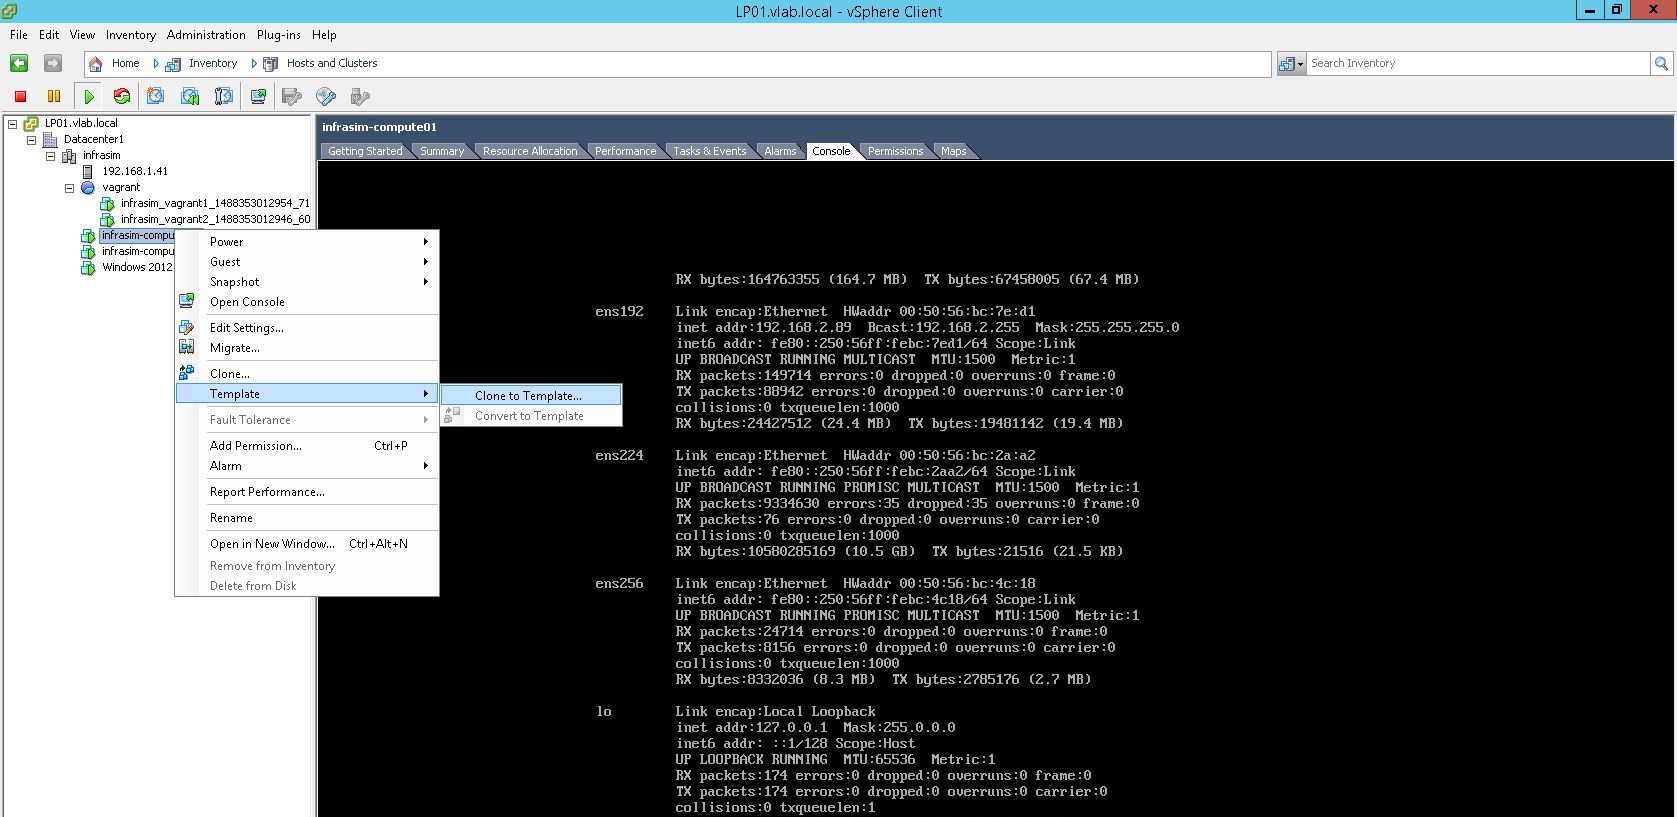 LP01.vlab.local - vSphere Client
File Edit View Inventory Administration Plug-ins Help
Home Inventory Hosts and Clusters Search Inventory
LP01.vlab.local
Datacenter1
infrasim
192.168.1.41
vagrant
infrasim_vagrant1_1488353012954_71
infrasim_vagrant2_1488353012946_60
infrasim-compu
infrasim-compu
Windows 2012
Power
Guest
Snapshot
Open Console
Edit Settings...
Migrate...
Clone...
Template
Fault Tolerance
Add Permission... Ctrl+P
Alarm
Report Performance...
Rename
Open in New Window... Ctrl+Alt+N
Remove from Inventory
Delete from Disk
Clone to Template...
Convert to Template
infrasim-compute01
Getting Started Summary Resource Allocation Performance Tasks & Events Alarms Console Permissions Maps
RX bytes:164763355 (164.7 MB) TX bytes:67458005 (67.4 MB)
ens192 Link encap:Ethernet HWaddr 00:50:56:bc:7e:d1
inet addr:192.168.2.89 Bcast:192.168.2.255 Mask:255.255.255.0
inet6 addr: fe80::250:56ff:febc:7ed1/64 Scope:Link
UP BROADCAST RUNNING MULTICAST MTU:1500 Metric:1
RX packets:149714 errors:0 dropped:0 overruns:0 frame:0
TX packets:88942 errors:0 dropped:0 overruns:0 carrier:0
collisions:0 txqueuelen:1000
RX bytes:24427512 (24.4 MB) TX bytes:19481142 (19.4 MB)
ens224 Link encap:Ethernet HWaddr 00:50:56:bc:2a:a2
inet6 addr: fe80::250:56ff:febc:2aa2/64 Scope:Link
UP BROADCAST RUNNING PROMISC MULTICAST MTU:1500 Metric:1
RX packets:9334630 errors:35 dropped:35 overruns:0 frame:0
TX packets:76 errors:0 dropped:0 overruns:0 carrier:0
collisions:0 txqueuelen:1000
RX bytes:10580285169 (10.5 GB) TX bytes:21516 (21.5 KB)
ens256 Link encap:Ethernet HWaddr 00:50:56:bc:4c:18
inet6 addr: fe80::250:56ff:febc:4c18/64 Scope:Link
UP BROADCAST RUNNING PROMISC MULTICAST MTU:1500 Metric:1
RX packets:24714 errors:0 dropped:0 overruns:0 frame:0
TX packets:8156 errors:0 dropped:0 overruns:0 carrier:0
collisions:0 txqueuelen:1000
RX bytes:8332036 (8.3 MB) TX bytes:2785176 (2.7 MB)
lo Link encap:Local Loopback
inet addr:127.0.0.1 Mask:255.0.0.0
inet6 addr: ::1/128 Scope:Host
UP LOOPBACK RUNNING MTU:65536 Metric:1
RX packets:174 errors:0 dropped:0 overruns:0 frame:0
TX packets:174 errors:0 dropped:0 overruns:0 carrier:0
collisions:0 txqueuelen:1